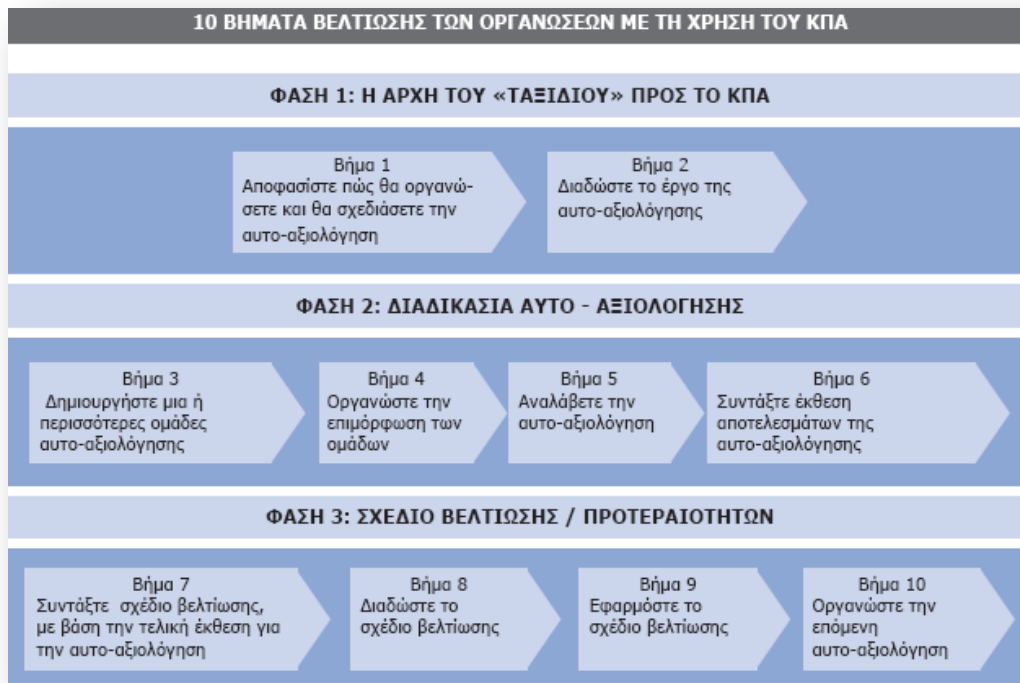 10 ΒΗΜΑΤΑ ΒΕΛΤΙΩΣΗΣ ΤΩΝ ΟΡΓΑΝΩΣΕΩΝ ΜΕ ΤΗ ΧΡΗΣΗ ΤΟΥ ΚΠΑ
ΦΑΣΗ 1: Η ΑΡΧΗ ΤΟΥ «ΤΑΞΙΔΙΟΥ» ΠΡΟΣ ΤΟ ΚΠΑ
Βήμα 1
Αποφασίστε πώς θα οργανώ-
σετε και θα σχεδιάσετε την
αυτο-αξιολόγηση
Βήμα 2
Διαδώστε το έργο της
αυτο-αξιολόγησης
ΦΑΣΗ 2: ΔΙΑΔΙΚΑΣΙΑ ΑΥΤΟ - ΑΞΙΟΛΟΓΗΣΗΣ
Βήμα 3
Δημιουργήστε μια ή
περισσότερες ομάδες
αυτο-αξιολόγησης
Βήμα 4
Οργανώστε την
επιμόρφωση των
ομάδων
Βήμα 5
Αναλάβετε την
αυτο-αξιολόγηση
Βήμα 6
Συντάξτε έκθεση
αποτελεσμάτων της
αυτο-αξιολόγησης
ΦΑΣΗ 3: ΣΧΕΔΙΟ ΒΕΛΤΙΩΣΗΣ / ΠΡΟΤΕΡΑΙΟΤΗΤΩΝ
Βήμα 7
Συντάξτε σχέδιο βελτίωσης,
με βάση την τελική έκθεση για
την αυτο-αξιολόγηση
Βήμα 8
Διαδώστε το
σχέδιο βελτίωσης
Βήμα 9
Εφαρμόστε το
σχέδιο βελτίωσης
Βήμα 10
Οργανώστε την
επόμενη
αυτο-αξιολόγηση